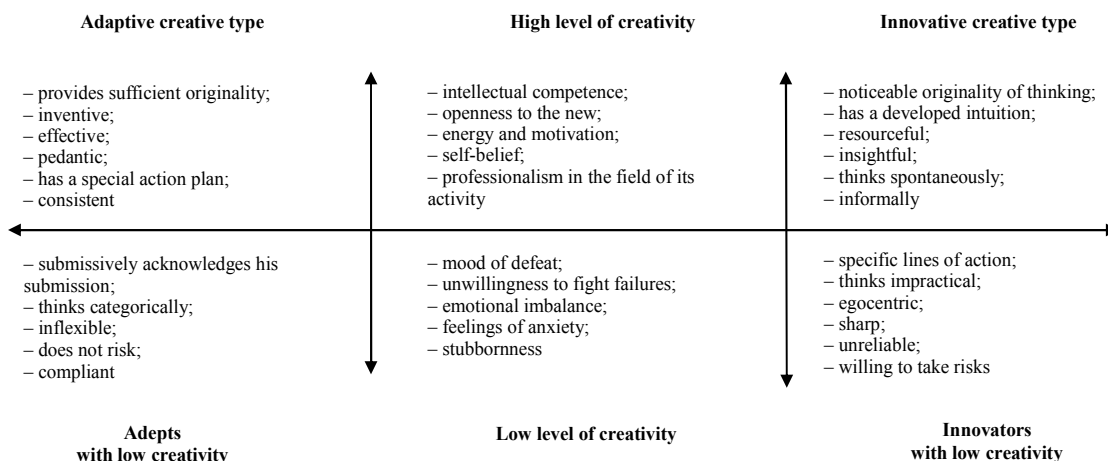 Adaptive creative type
– provides sufficient originality;
– inventive;
– effective;
– pedantic;
– has a special action plan;
– consistent
High level of creativity
– intellectual competence;
– openness to the new;
– energy and motivation;
– self-belief;
– professionalism in the field of its
activity
Innovative creative type
– noticeable originality of thinking;
– has a developed intuition;
– resourceful;
– insightful;
– thinks spontaneously;
– informally
– submissively acknowledges his
submission;
– thinks categorically;
– inflexible;
– does not risk;
– compliant
Adepts
with low creativity
– mood of defeat;
– unwillingness to fight failures;
– emotional imbalance;
– feelings of anxiety;
– stubbornness
Low level of creativity
– specific lines of action;
– thinks impractical;
– egocentric;
– sharp;
– unreliable;
– willing to take risks
Innovators
with low creativity